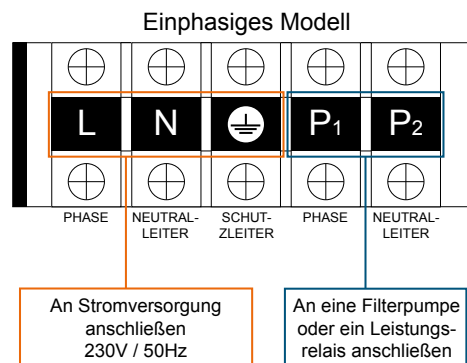 Einphasiges Modell
L N P1 P2
PHASE NEUTRAL- SCHUT- PHASE NEUTRAL-
LEITER ZLEITER LEITER
An Stromversorgung
anschließen
230V / 50Hz
An eine Filterpumpe
oder ein Leistungs-
relais anschließen